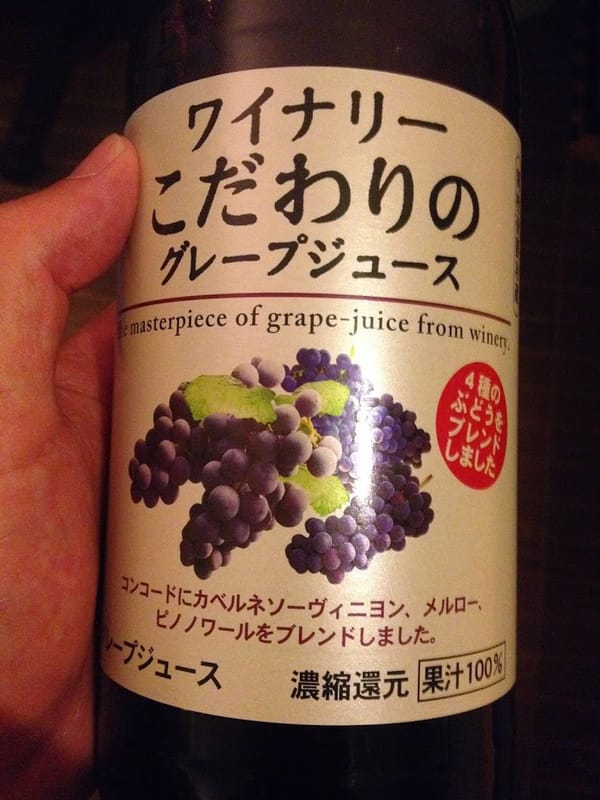 ワイナリー
こだわりの
グレープジュース
masterpiece of grape-juice from winery.
4種の
ぶどうを
ブレンド
しました
コンコードにカベルネソーヴィニヨン、メルロー、
ピノノワールをブレンドしました。
レープジュース
濃縮還元 果汁100%